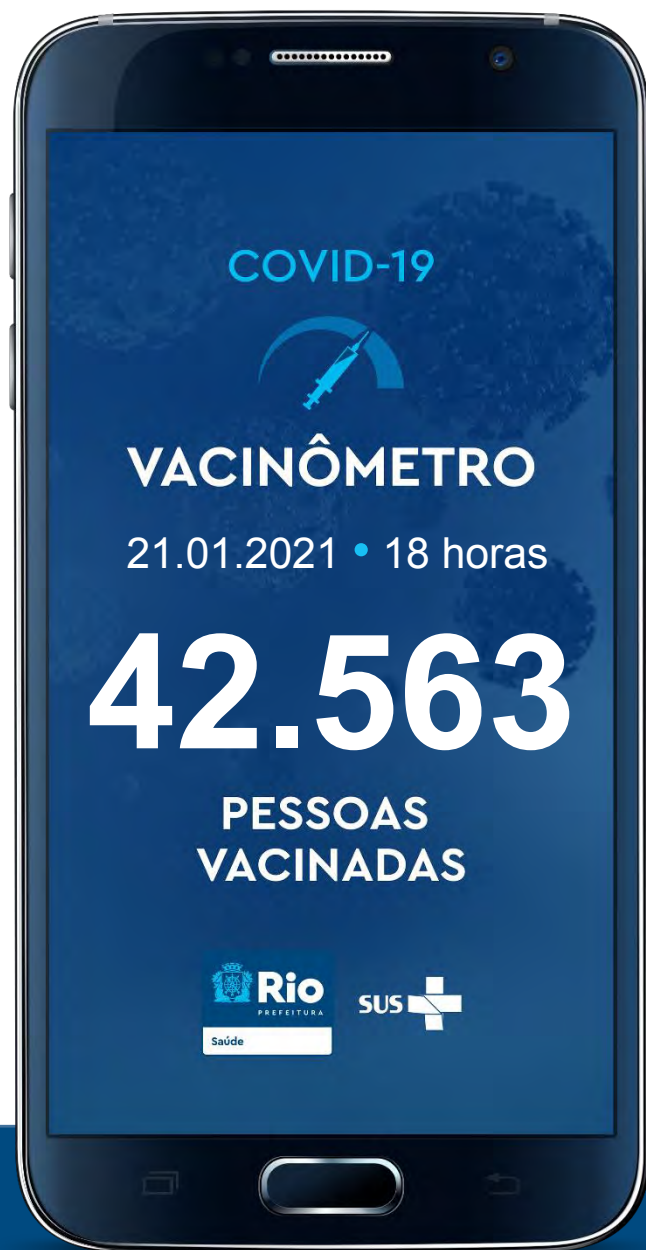 COVID-19
VACINÔMETRO
21.01.2021 • 18 horas
42.563
PESSOAS
VACINADAS
Rio
PREFEITURA
Saúde
SUS